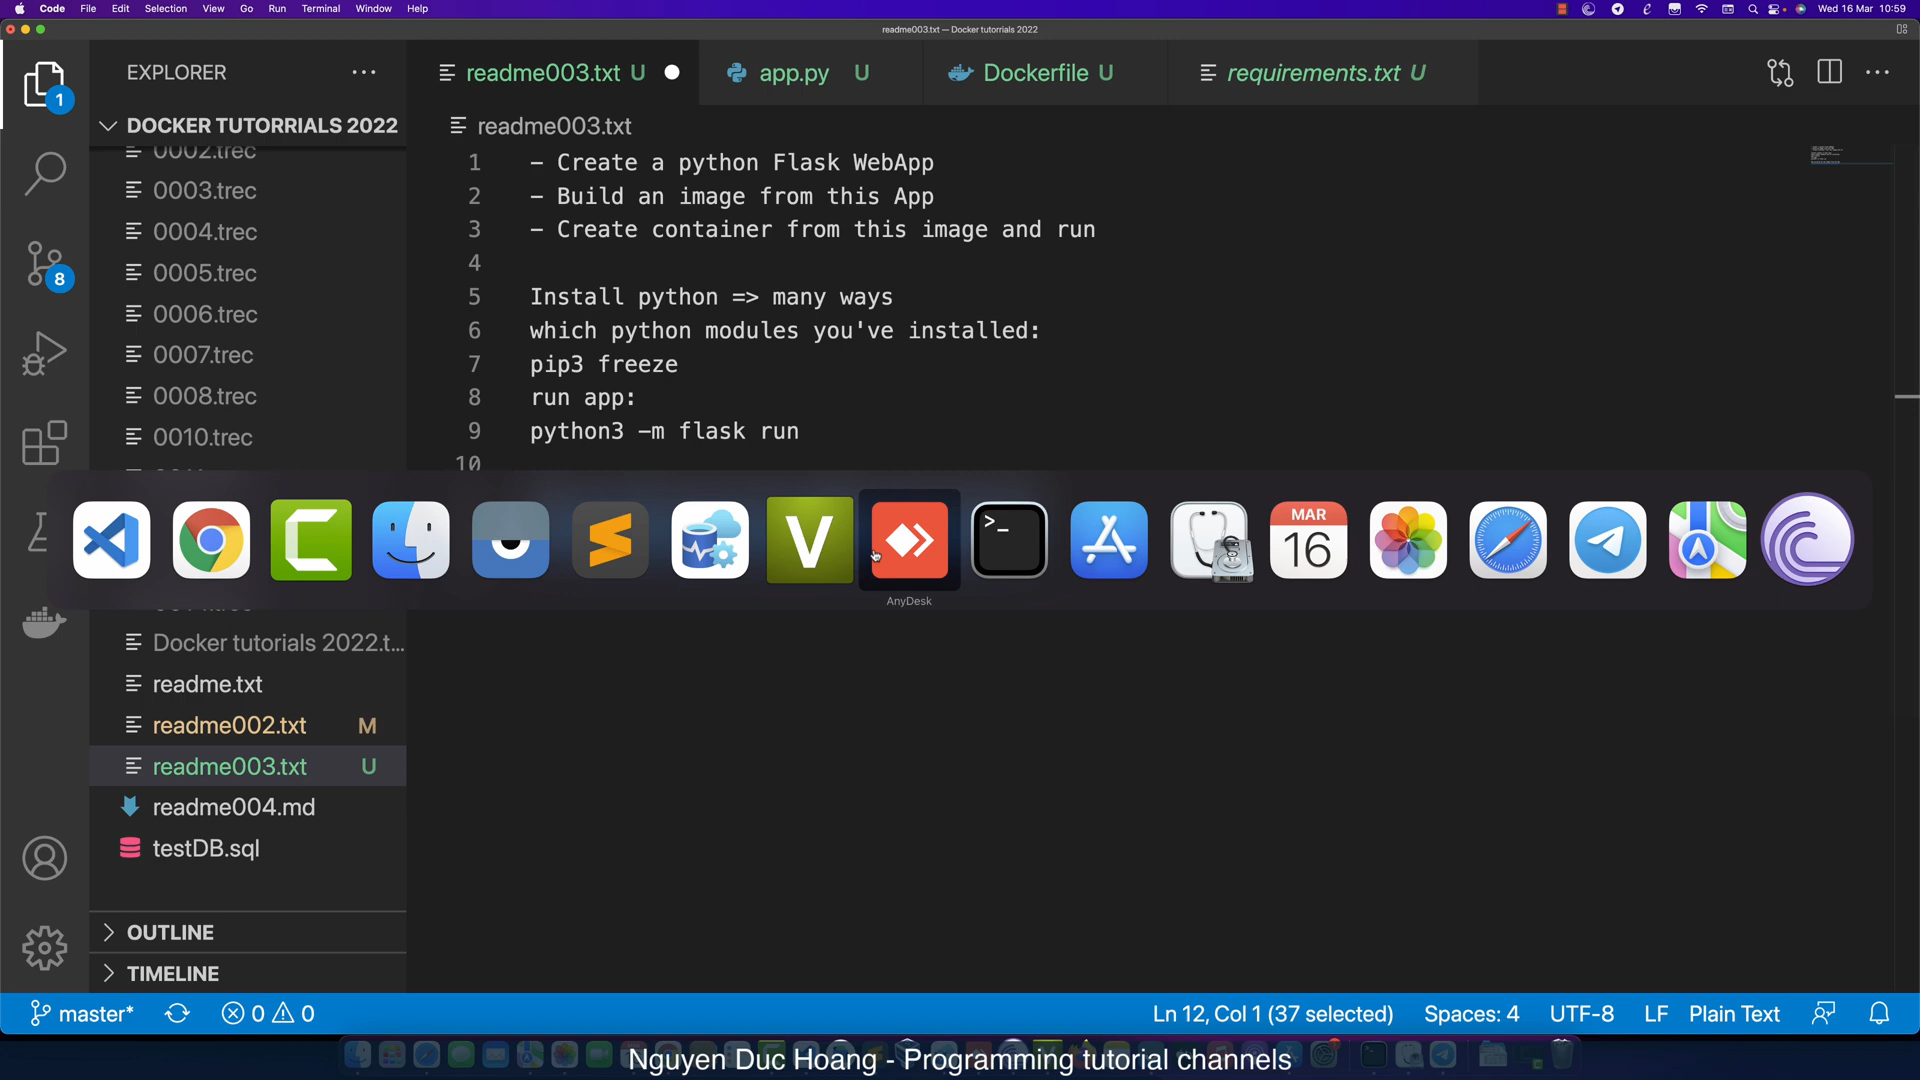 Code File Edit Selection View Go Run Terminal Window Help
Wed 16 Mar 10:59
readme003.txt — Docker tutorrials 2022
EXPLORER
readme003.txt U
app.py U
Dockerfile U
requirements.txt U
1
DOCKER TUTORRIALS 2022
readme003.txt
0002.trec
0003.trec
0004.trec
0005.trec
0006.trec
0007.trec
0008.trec
0010.trec
8
1 - Create a python Flask WebApp
2 - Build an image from this App
3 - Create container from this image and run
4
5 Install python => many ways
6 which python modules you've installed:
7 pip3 freeze
8 run app:
9 python3 -m flask run
10
MAR
16
AnyDesk
Docker tutorials 2022.t...
readme.txt
readme002.txt M
readme003.txt U
readme004.md
testDB.sql
OUTLINE
TIMELINE
master* 0 0
Ln 12, Col 1 (37 selected) Spaces: 4 UTF-8 LF Plain Text
Nguyen Duc Hoang - Programming tutorial channels